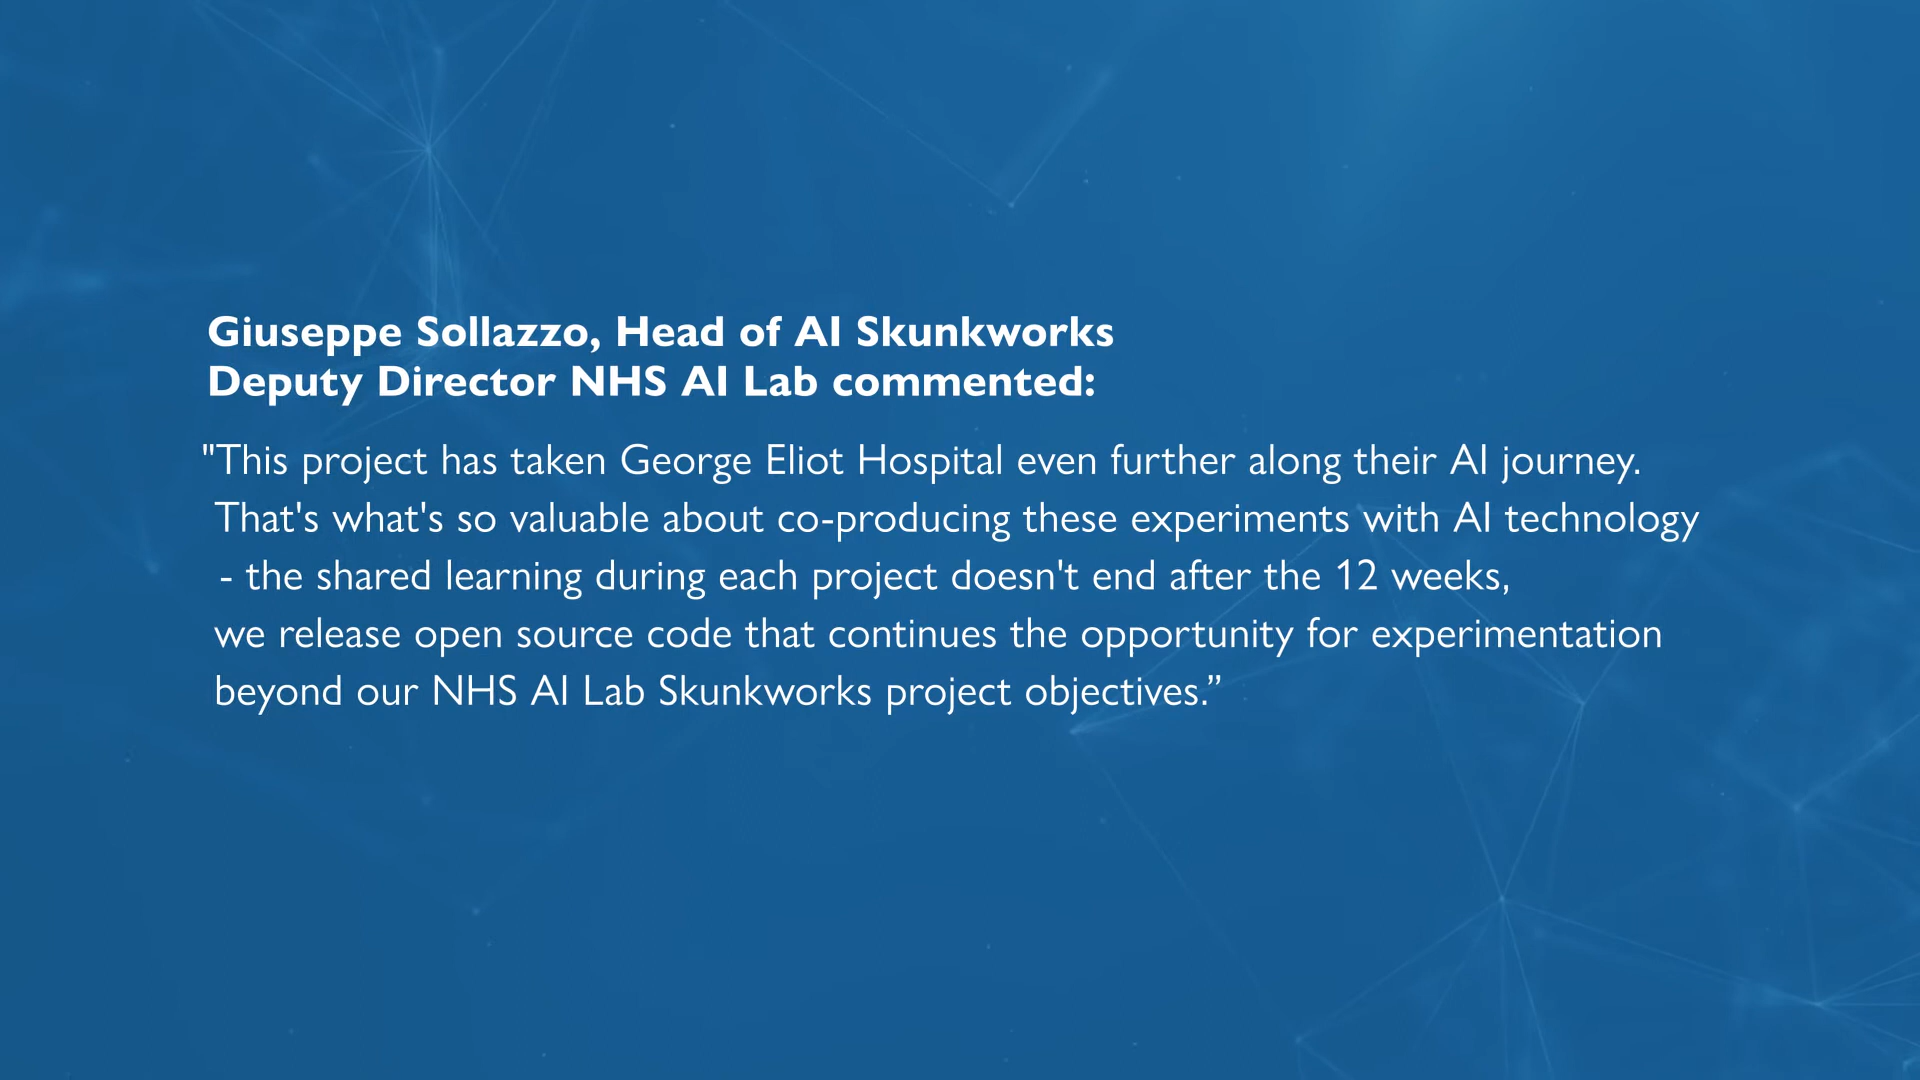 Giuseppe Sollazzo, Head of AI Skunkworks
Deputy Director NHS AI Lab commented:
"This project has taken George Eliot Hospital even further along their AI journey.
That's what's so valuable about co-producing these experiments with AI technology
- the shared learning during each project doesn't end after the 12 weeks,
we release open source code that continues the opportunity for experimentation
beyond our NHS AI Lab Skunkworks project objectives.”